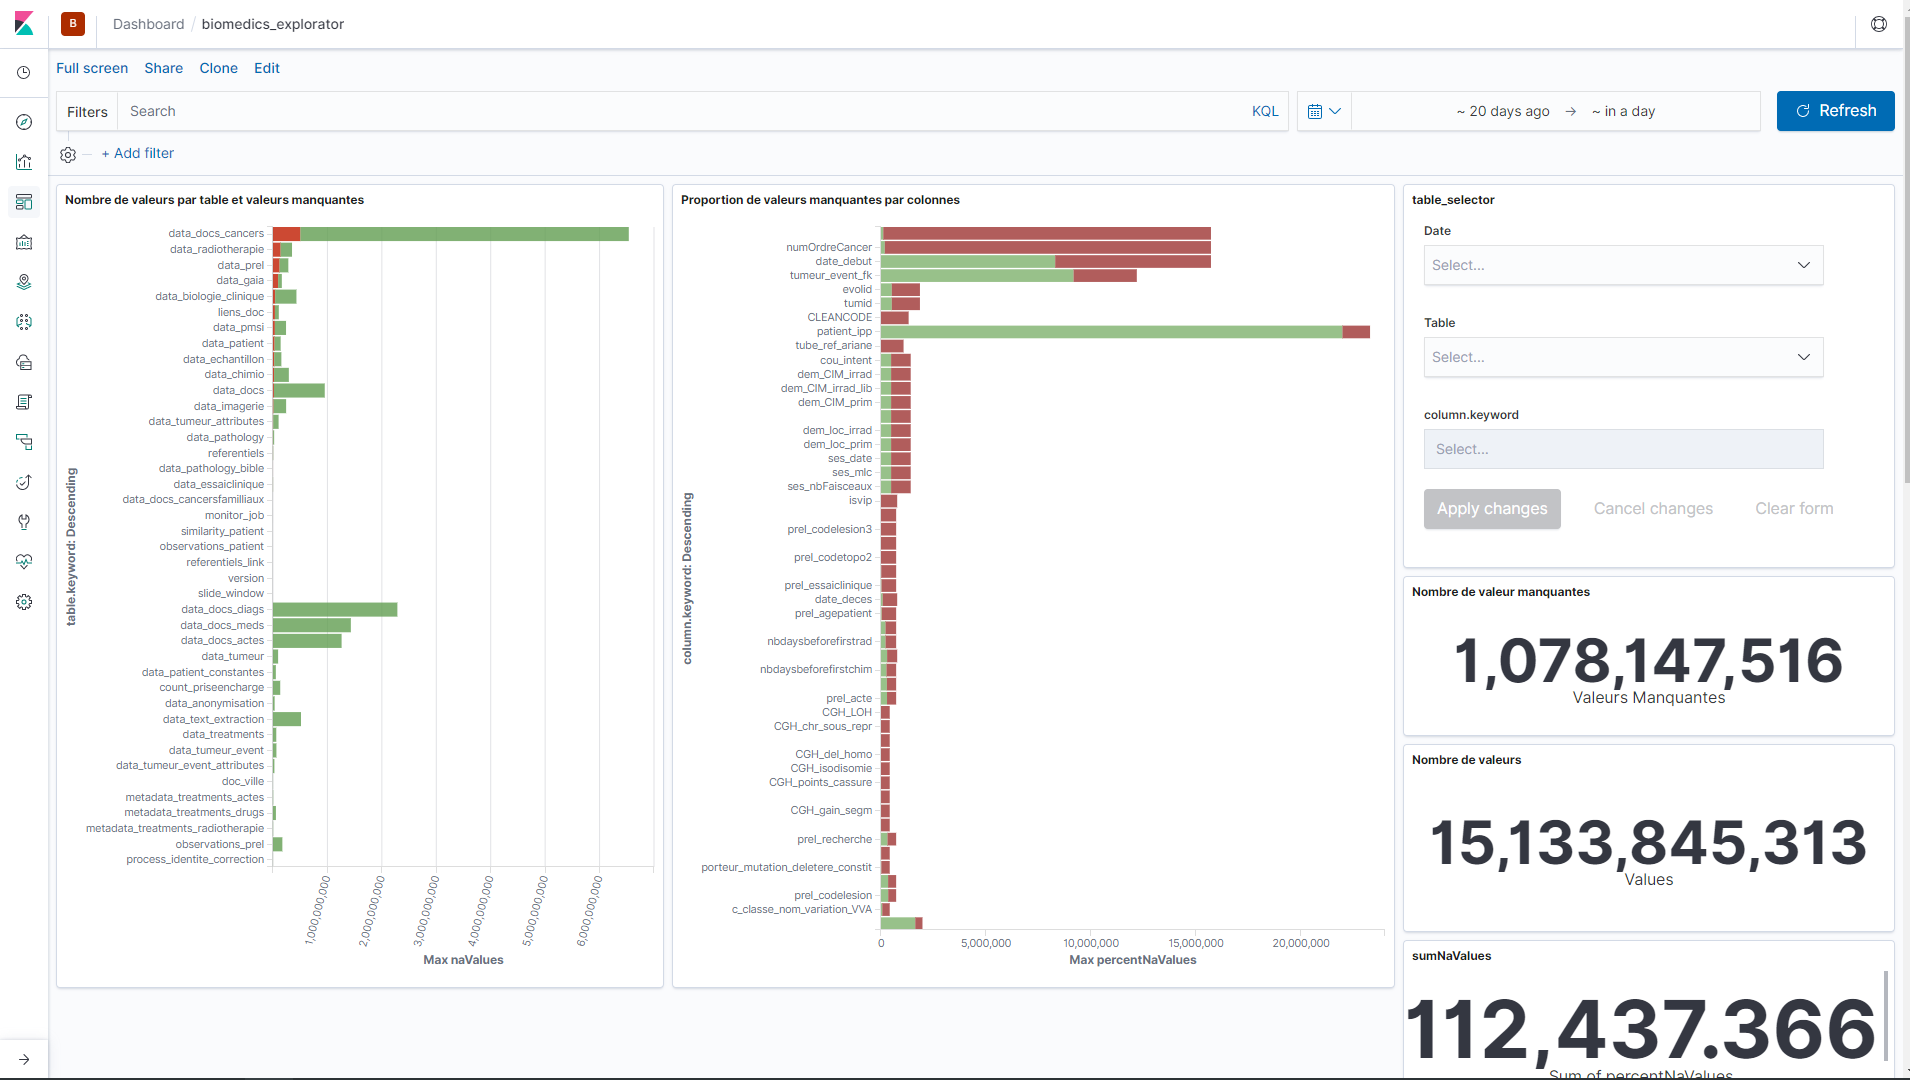 B
Dashboard / biomedics_explorator
Full screen Share Clone Edit
Filters Search KQL
~ 20 days ago → ~ in a day
Refresh
+ Add filter
Nombre de valeurs par table et valeurs manquantes
table.keyword: Descending
data_docs_cancers
data_radiotherapie
data_prel
data_gaia
data_biologie_clinique
liens_doc
data_pmsi
data_patient
data_echantillon
data_chimio
data_docs
data_imagerie
data_tumeur_attributes
data_pathology
referentiels
data_pathology_bible
data_essaiclinique
data_docs_cancersfamilliaux
monitor_job
similarity_patient
observations_patient
referentiels_link
version
slide_window
data_docs_diags
data_docs_meds
data_docs_actes
data_tumeur
data_patient_constantes
count_priseencharge
data_anonymisation
data_text_extraction
data_treatments
data_tumeur_event
data_tumeur_event_attributes
doc_ville
metadata_treatments_actes
metadata_treatments_drugs
metadata_treatments_radiotherapie
observations_prel
process_identite_correction
1,000,000,000 2,000,000,000 3,000,000,000 4,000,000,000 5,000,000,000 6,000,000,000
Max naValues
Proportion de valeurs manquantes par colonnes
column.keyword: Descending
numOrdreCancer
date_debut
tumeur_event_fk
evolid
tumid
CLEANCODE
patient_ipp
tube_ref_ariane
cou_intent
dem_CIM_irrad
dem_CIM_irrad_lib
dem_CIM_prim
dem_loc_irrad
dem_loc_prim
ses_date
ses_mlc
ses_nbFaisceaux
isvip
prel_codelesion3
prel_codetopo2
prel_essaiclinique
date_deces
prel_agepatient
nbdaysbeforefirstrad
nbdaysbeforefirstchim
prel_acte
CGH_LOH
CGH_chr_sous_repr
CGH_del_homo
CGH_isodisomie
CGH_points_cassure
CGH_gain_segm
prel_recherche
porteur_mutation_deletere_constit
prel_codelesion
c_classe_nom_variation_VVA
0 5,000,000 10,000,000 15,000,000 20,000,000
Max percentNaValues
table_selector
Date
Select...
Table
Select...
column.keyword
Select...
Apply changes Cancel changes Clear form
Nombre de valeur manquantes
1,078,147,516
Valeurs Manquantes
Nombre de valeurs
15,133,845,313
Values
sumNaValues
112,437.366
Sum of percentNaValues